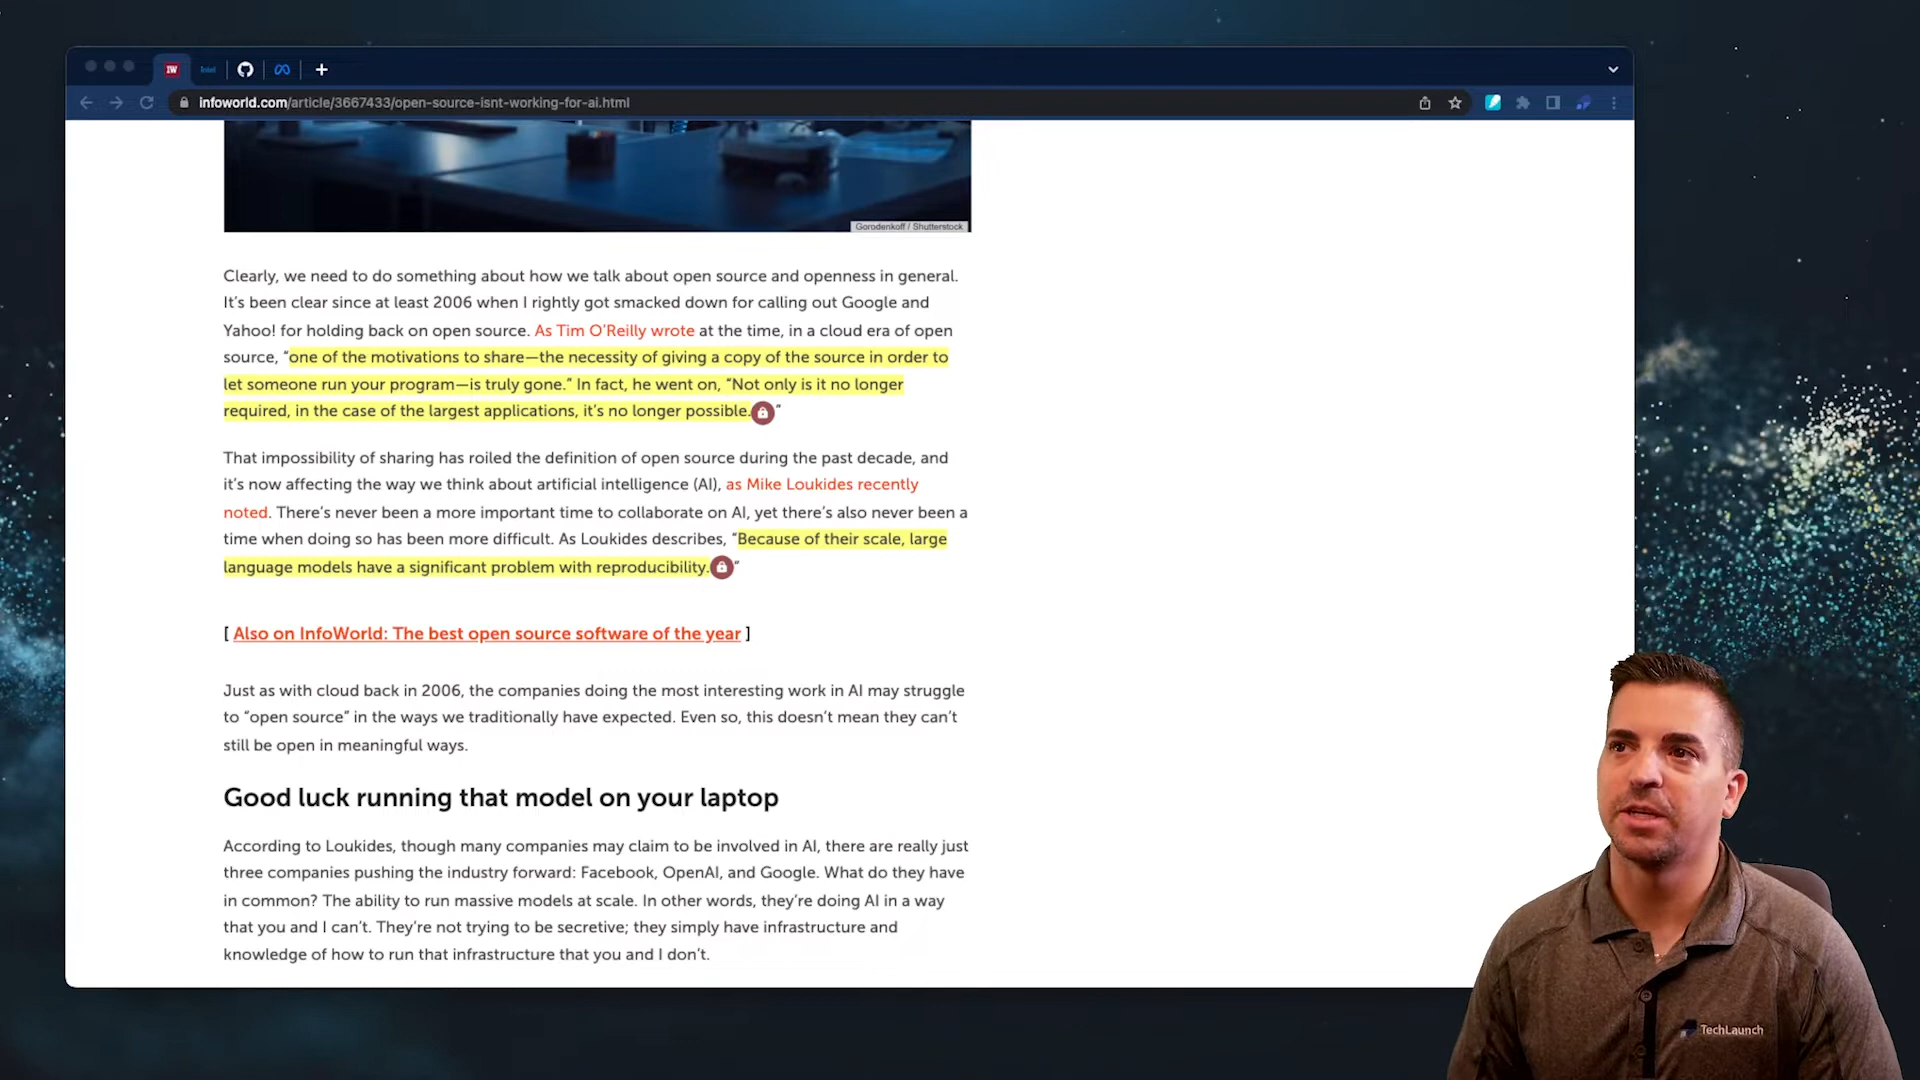 IW
intel
infoworld.com/article/3667433/open-source-isnt-working-for-ai.html
Gorodenkoff / Shutterstock
Clearly, we need to do something about how we talk about open source and openness in general.
It’s been clear since at least 2006 when I rightly got smacked down for calling out Google and
Yahoo! for holding back on open source. As Tim O’Reilly wrote at the time, in a cloud era of open
source, “one of the motivations to share—the necessity of giving a copy of the source in order to
let someone run your program—is truly gone.” In fact, he went on, “Not only is it no longer
required, in the case of the largest applications, it’s no longer possible.”
That impossibility of sharing has roiled the definition of open source during the past decade, and
it’s now affecting the way we think about artificial intelligence (AI), as Mike Loukides recently
noted. There’s never been a more important time to collaborate on AI, yet there’s also never been a
time when doing so has been more difficult. As Loukides describes, “Because of their scale, large
language models have a significant problem with reproducibility.”
[ Also on InfoWorld: The best open source software of the year ]
Just as with cloud back in 2006, the companies doing the most interesting work in AI may struggle
to “open source” in the ways we traditionally have expected. Even so, this doesn’t mean they can’t
still be open in meaningful ways.
Good luck running that model on your laptop
According to Loukides, though many companies may claim to be involved in AI, there are really just
three companies pushing the industry forward: Facebook, OpenAI, and Google. What do they have
in common? The ability to run massive models at scale. In other words, they’re doing AI in a way
that you and I can’t. They’re not trying to be secretive; they simply have infrastructure and
knowledge of how to run that infrastructure that you and I don’t.
TechLaunch